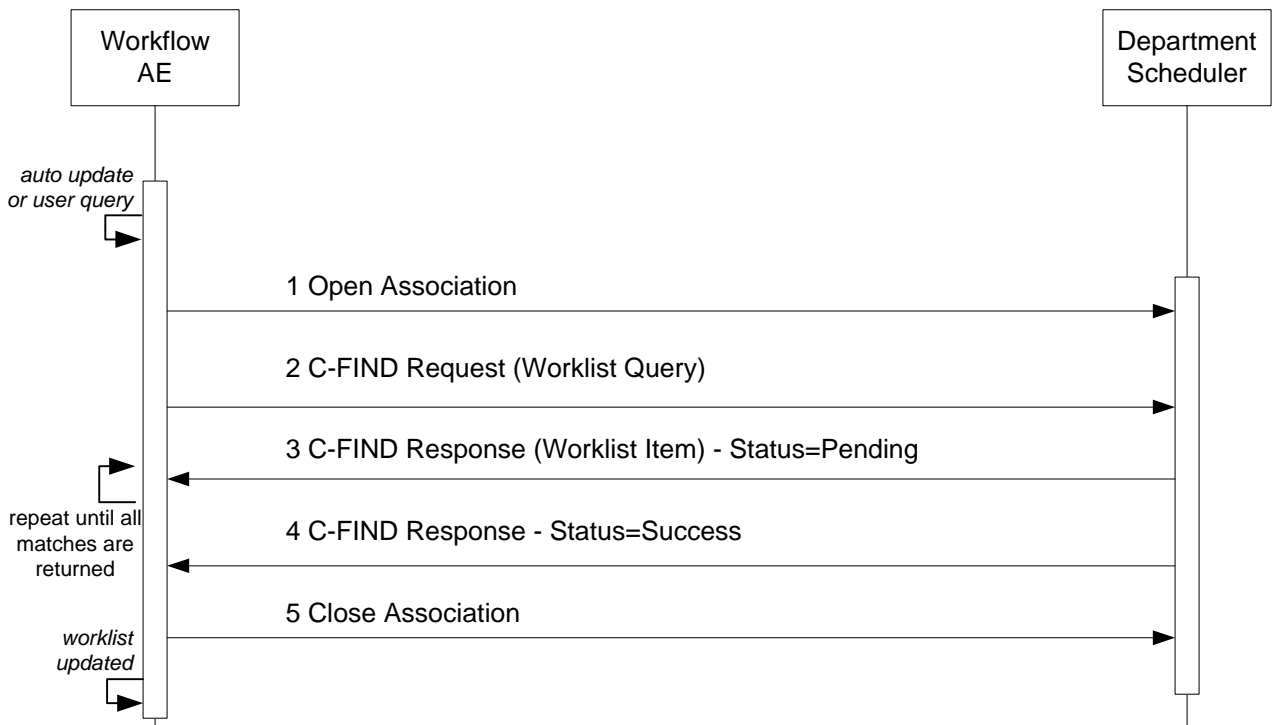 Workflow
AE
Department
Scheduler
auto update
or user query
1 Open Association
2 C-FIND Request (Worklist Query)
3 C-FIND Response (Worklist Item) - Status=Pending
repeat until all
matches are
returned
4 C-FIND Response - Status=Success
5 Close Association
worklist
updated